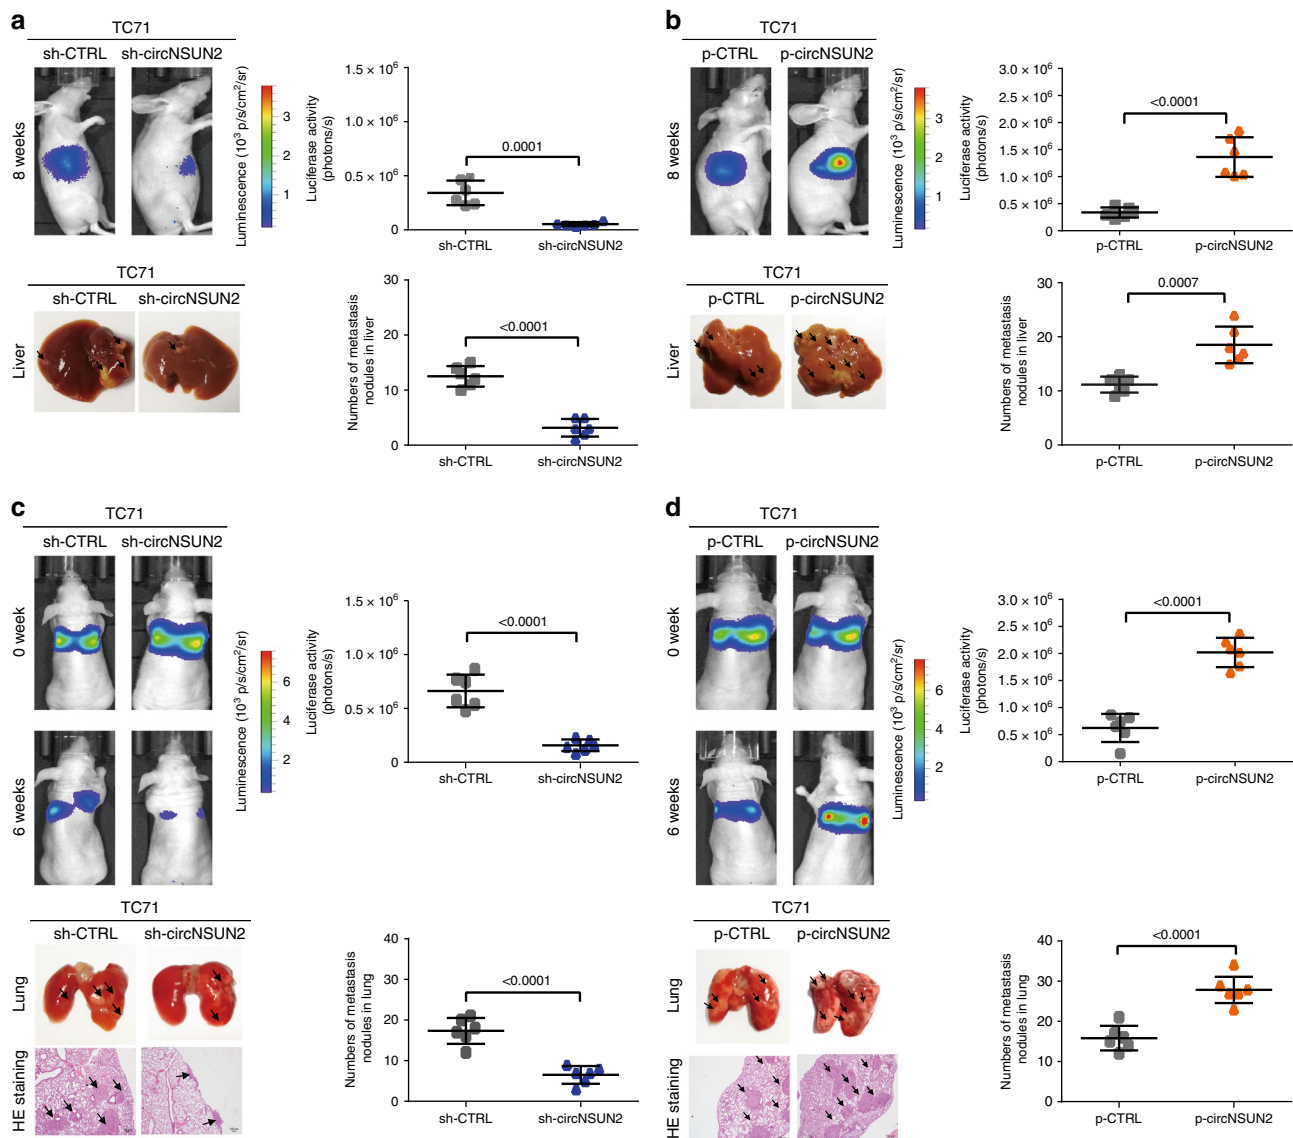 a
TC71
sh-CTRL sh-circNSUN2
8 weeks
3
2
1
Luminescence (10³ p/s/cm²/sr)
Luciferase activity
(photons/s)
1.5 × 10⁶
1.0 × 10⁶
0.5 × 10⁶
0
0.0001
sh-CTRL sh-circNSUN2
TC71
sh-CTRL sh-circNSUN2
Liver
Numbers of metastasis
nodules in liver
30
20
10
0
<0.0001
sh-CTRL sh-circNSUN2
b
TC71
p-CTRL p-circNSUN2
8 weeks
3
2
1
Luminescence (10³ p/s/cm²/sr)
Luciferase activity
(photons/s)
3.0 × 10⁶
2.5 × 10⁶
2.0 × 10⁶
1.5 × 10⁶
1.0 × 10⁶
0.5 × 10⁶
0
<0.0001
p-CTRL p-circNSUN2
TC71
p-CTRL p-circNSUN2
Liver
Numbers of metastasis
nodules in liver
30
20
10
0
0.0007
p-CTRL p-circNSUN2
c
TC71
sh-CTRL sh-circNSUN2
0 week
6 weeks
6
4
2
Luminescence (10³ p/s/cm²/sr)
Luciferase activity
(photons/s)
1.5 × 10⁶
1.0 × 10⁶
0.5 × 10⁶
0
<0.0001
sh-CTRL sh-circNSUN2
TC71
sh-CTRL sh-circNSUN2
Lung
HE staining
Numbers of metastasis
nodules in lung
40
30
20
10
0
<0.0001
sh-CTRL sh-circNSUN2
d
TC71
p-CTRL p-circNSUN2
0 week
6 weeks
6
4
2
Luminescence (10³ p/s/cm²/sr)
Luciferase activity
(photons/s)
3.0 × 10⁶
2.5 × 10⁶
2.0 × 10⁶
1.5 × 10⁶
1.0 × 10⁶
0.5 × 10⁶
0
<0.0001
p-CTRL p-circNSUN2
TC71
p-CTRL p-circNSUN2
Lung
HE staining
Numbers of metastasis
nodules in lung
40
30
20
10
0
<0.0001
p-CTRL p-circNSUN2